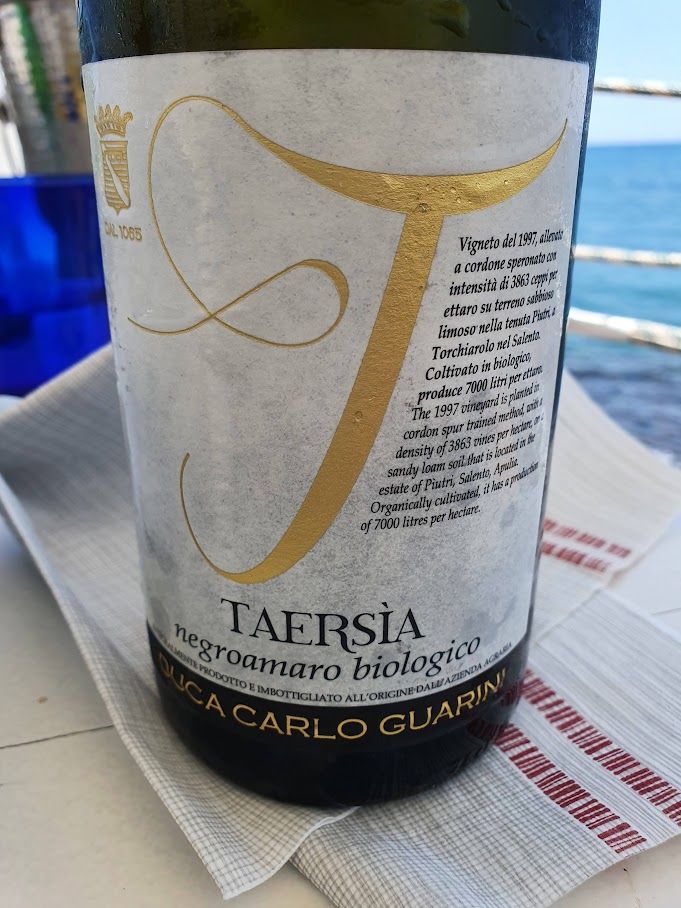 DAL 1065
Vigneto del 1997, allevato
a cordone speronato con
intensità di 3863 ceppi per
ettaro su terreno sabbioso
limoso nella tenuta Piutri, a
Torchiarolo nel Salento.
Coltivato in biologico,
produce 7000 litri per ettaro.
The 1997 vineyard is planted in
cordon spur trained method, with a
density of 3863 vines per hectare, on
sandy loam soil that is located in the
estate of Piutri, Salento, Apulia.
Organically cultivated, it has a production
of 7000 litres per hectare.
T
TAERSÌA
negroamaro biologico
PRODOTTO E IMBOTTIGLIATO ALL'ORIGINE DALL'AZIENDA AGRARIA
DUCA CARLO GUARINI